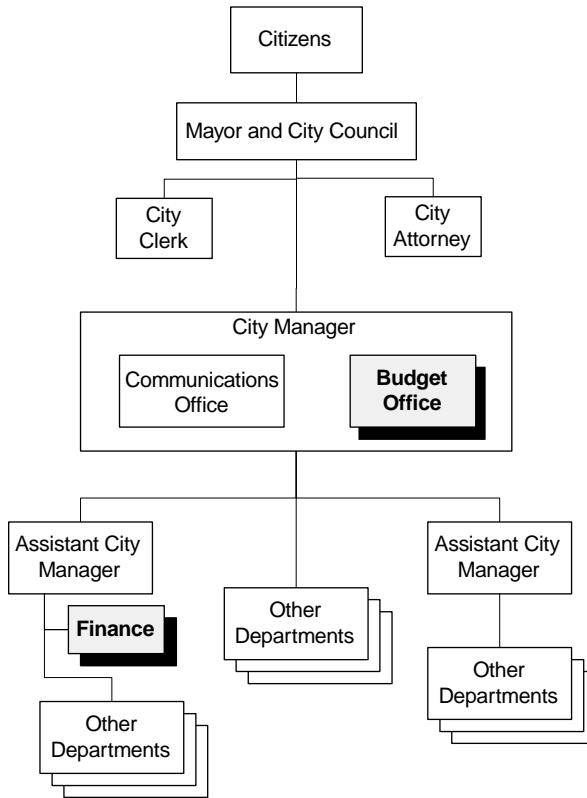 Citizens
Mayor and City Council
City
Clerk
City
Attorney
City Manager
Communications
Office
Budget
Office
Assistant City
Manager
Assistant City
Manager
Finance
Other
Departments
Other
Departments
Other
Departments